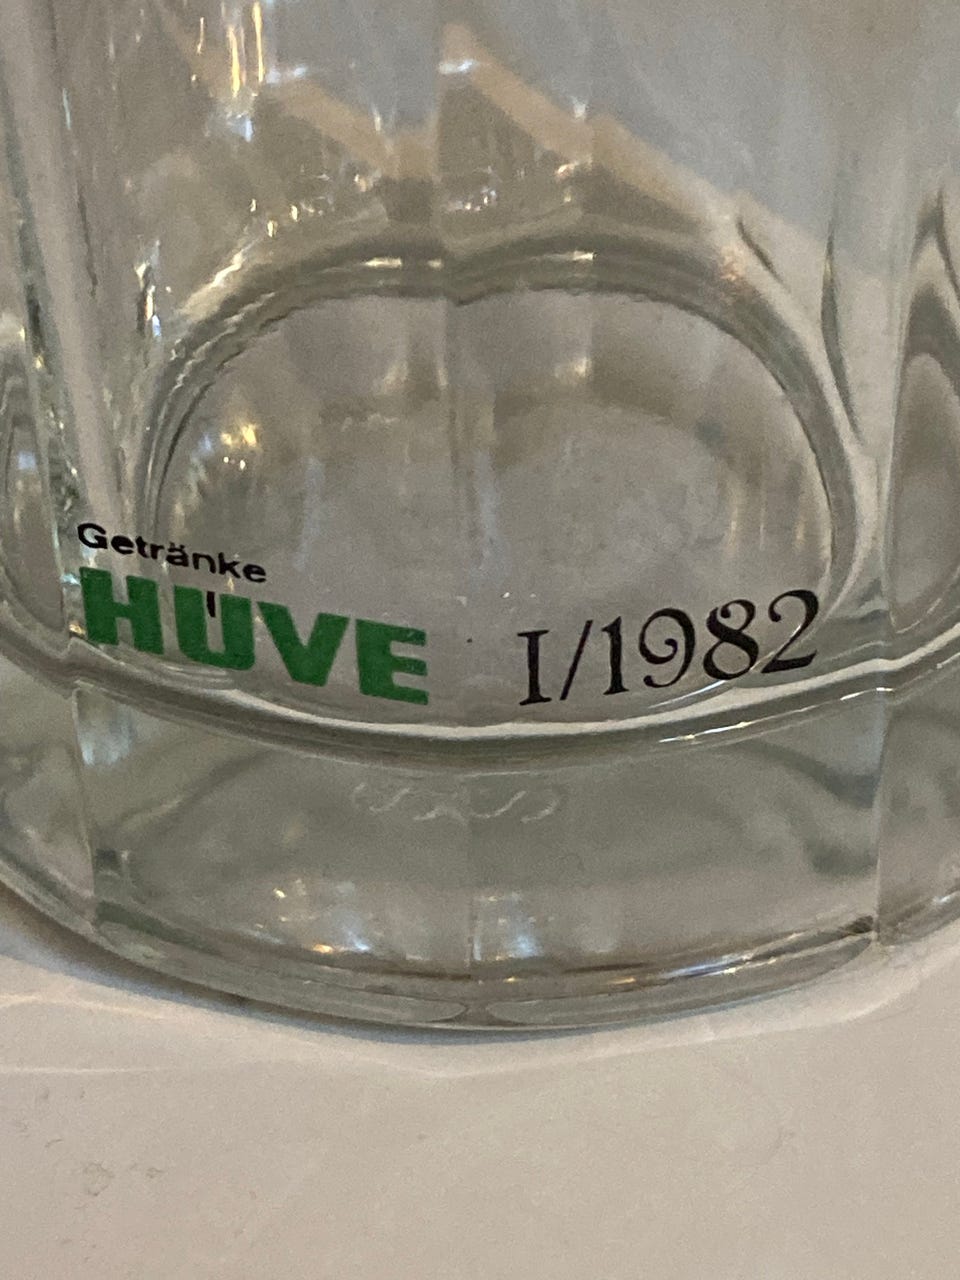 Getränke
HÜVE I/1982